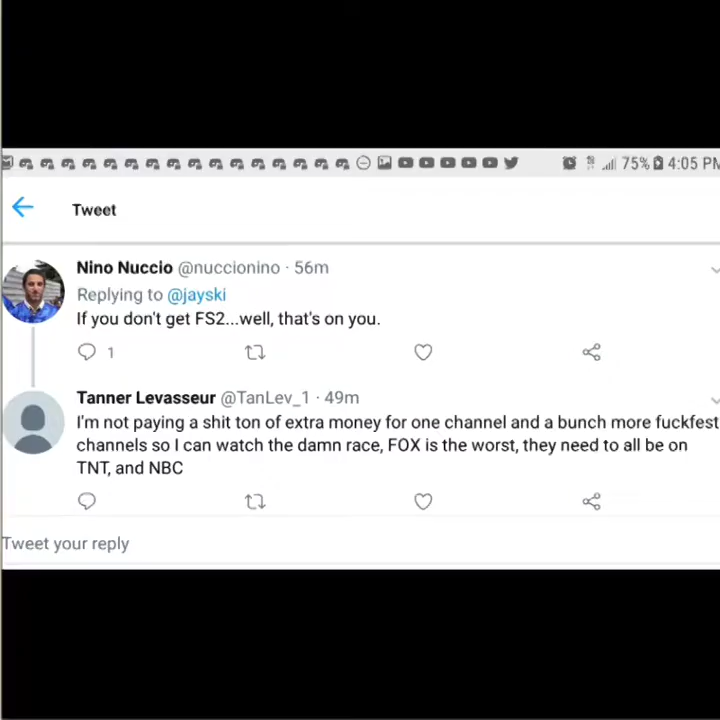 75% 4:05 PM
Tweet
Nino Nuccio @nuccionino · 56m
Replying to @jayski
If you don't get FS2...well, that's on you.
1
Tanner Levasseur @TanLev_1 · 49m
I'm not paying a shit ton of extra money for one channel and a bunch more fuckfest
channels so I can watch the damn race, FOX is the worst, they need to all be on
TNT, and NBC
Tweet your reply